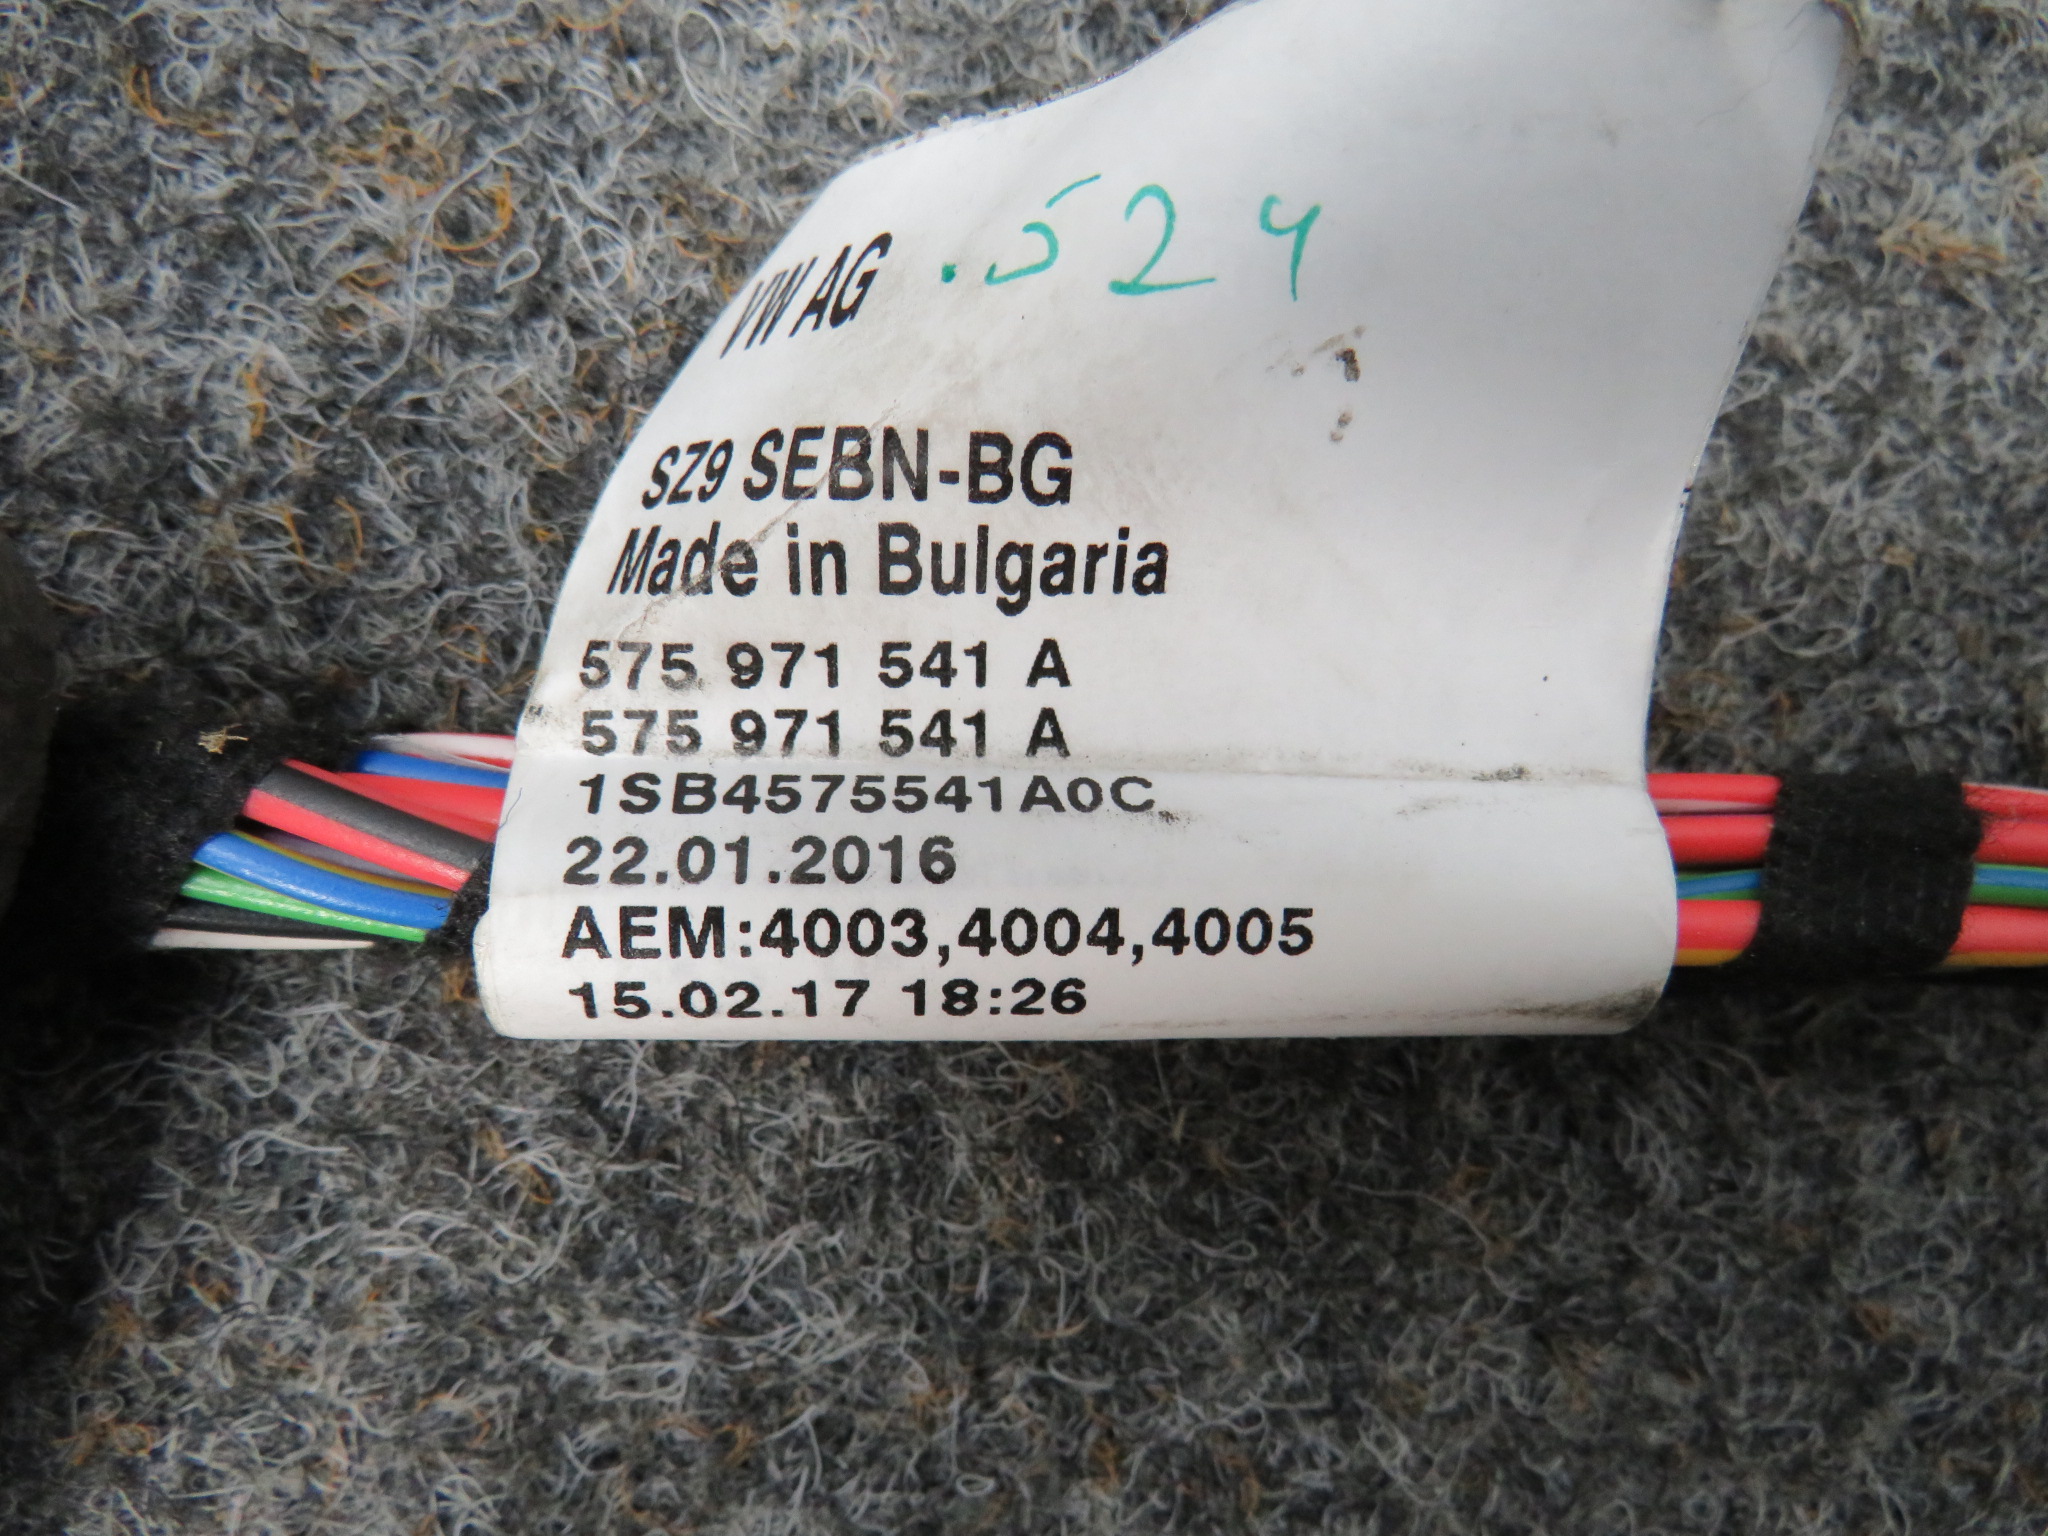 .524
VW AG
SZ9 SEBN-BG
Made in Bulgaria
575 971 541 A
575 971 541 A
1SB4575541A0C
22.01.2016
AEM:4003,4004,4005
15.02.17 18:26